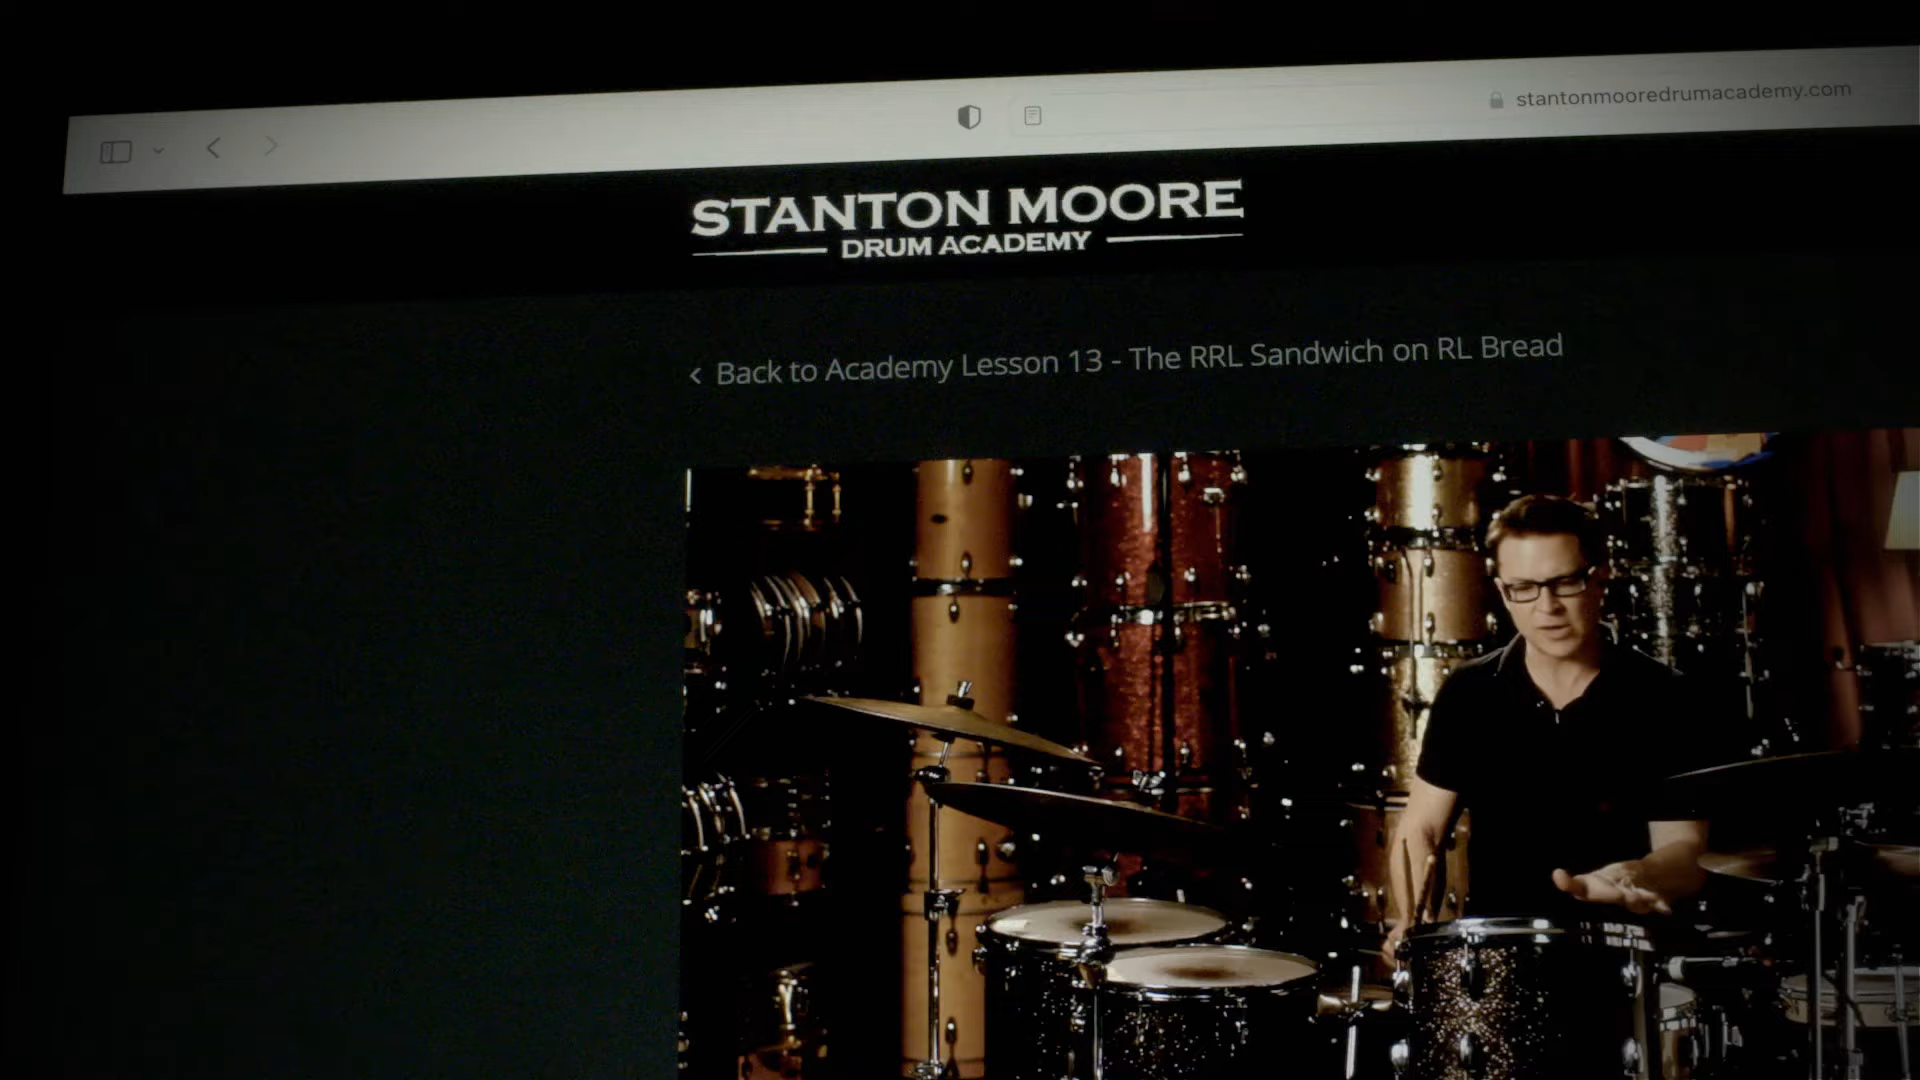 stantonmooredrumacademy.com
STANTON MOORE
DRUM ACADEMY
< Back to Academy Lesson 13 - The RRL Sandwich on RL Bread